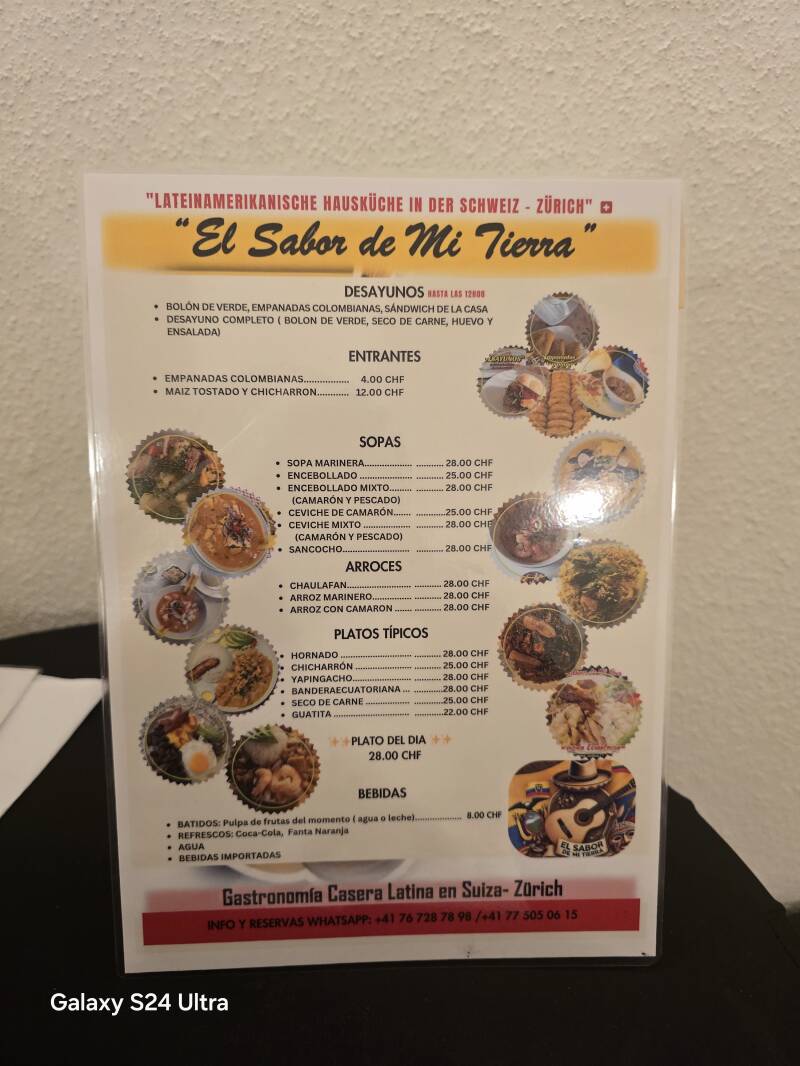 "LATEINAMERIKANISCHE HAUSKÜCHE IN DER SCHWEIZ - ZÜRICH"
"El Sabor de Mi Tierra"
DESAYUNOS HASTA LAS 12H00
• BOLÓN DE VERDE, EMPANADAS COLOMBIANAS, SÁNDWICH DE LA CASA
• DESAYUNO COMPLETO ( BOLON DE VERDE, SECO DE CARNE, HUEVO Y
ENSALADA)
ENTRANTES
• EMPANADAS COLOMBIANAS................ 4.00 CHF
• MAIZ TOSTADO Y CHICHARRON............ 12.00 CHF
SOPAS
• SOPA MARINERA................... ........... 28.00 CHF
• ENCEBOLLADO ................... ........... 25.00 CHF
• ENCEBOLLADO MIXTO......... .......... 28.00 CHF
(CAMARÓN Y PESCADO)
• CEVICHE DE CAMARÓN....... ............25.00 CHF
• CEVICHE MIXTO ................... ........... 28.00 CHF
(CAMARÓN Y PESCADO)
• SANCOCHO........................... ........... 28.00 CHF
ARROCES
• CHAULAFAN.......................... ........... 28.00 CHF
• ARROZ MARINERO................ ........... 28.00 CHF
• ARROZ CON CAMARON ....... ........... 28.00 CHF
PLATOS TÍPICOS
• HORNADO ............................ ............28.00 CHF
• CHICHARRÓN ....................... ............25.00 CHF
• YAPINGACHO........................ ............28.00 CHF
• BANDERAECUATORIANA ... ............28.00 CHF
• SECO DE CARNE .................. ............25.00 CHF
• GUATITA ............................... ............22.00 CHF
PLATO DEL DIA
28.00 CHF
BEBIDAS
• BATIDOS: Pulpa de frutas del momento ( agua o leche)................... 8.00 CHF
• REFRESCOS: Coca-Cola, Fanta Naranja
• AGUA
• BEBIDAS IMPORTADAS
EL SABOR
DE MI TIERRA
Gastronomía Casera Latina en Suiza- Zürich
INFO Y RESERVAS WHATSAPP: +41 76 728 78 98 /+41 77 505 06 15
Galaxy S24 Ultra